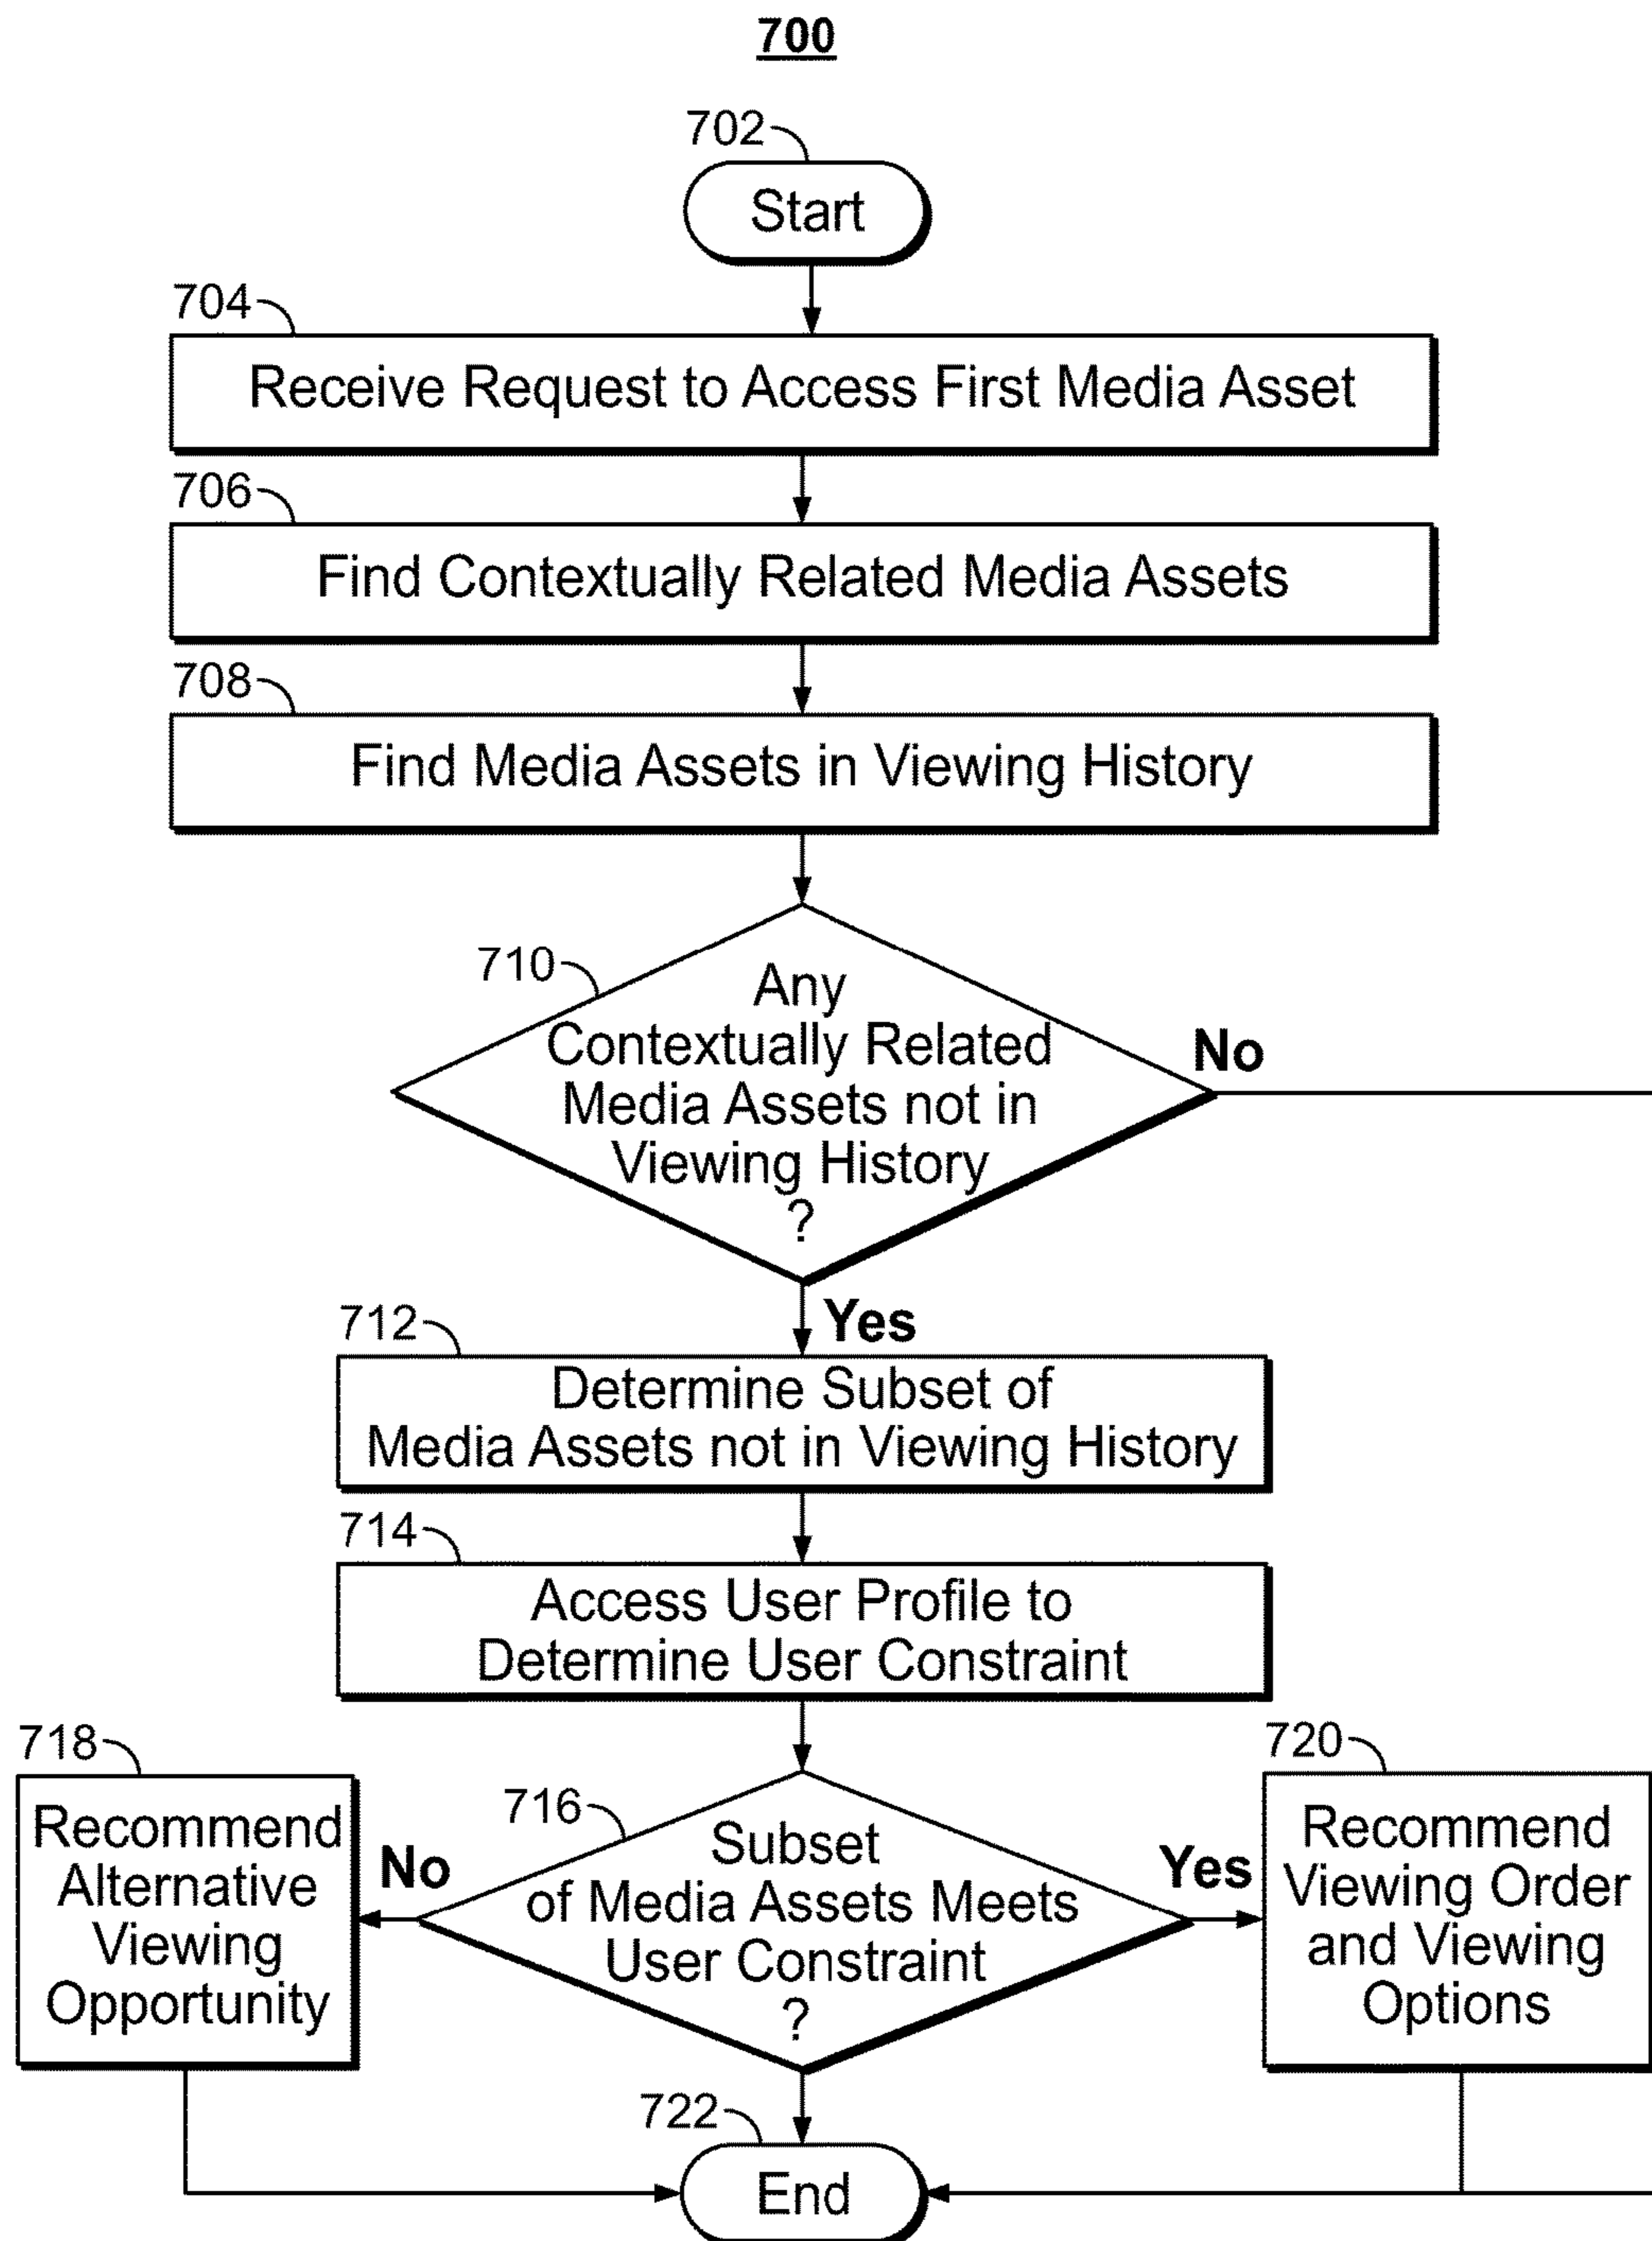 700
702
Start
704
Receive Request to Access First Media Asset
706
Find Contextually Related Media Assets
708
Find Media Assets in Viewing History
710
Any
Contextually Related
Media Assets not in
Viewing History
?
No
Yes
712
Determine Subset of
Media Assets not in Viewing History
714
Access User Profile to
Determine User Constraint
716
Subset
of Media Assets Meets
User Constraint
?
No
Yes
718
Recommend
Alternative
Viewing
Opportunity
720
Recommend
Viewing Order
and Viewing
Options
722
End